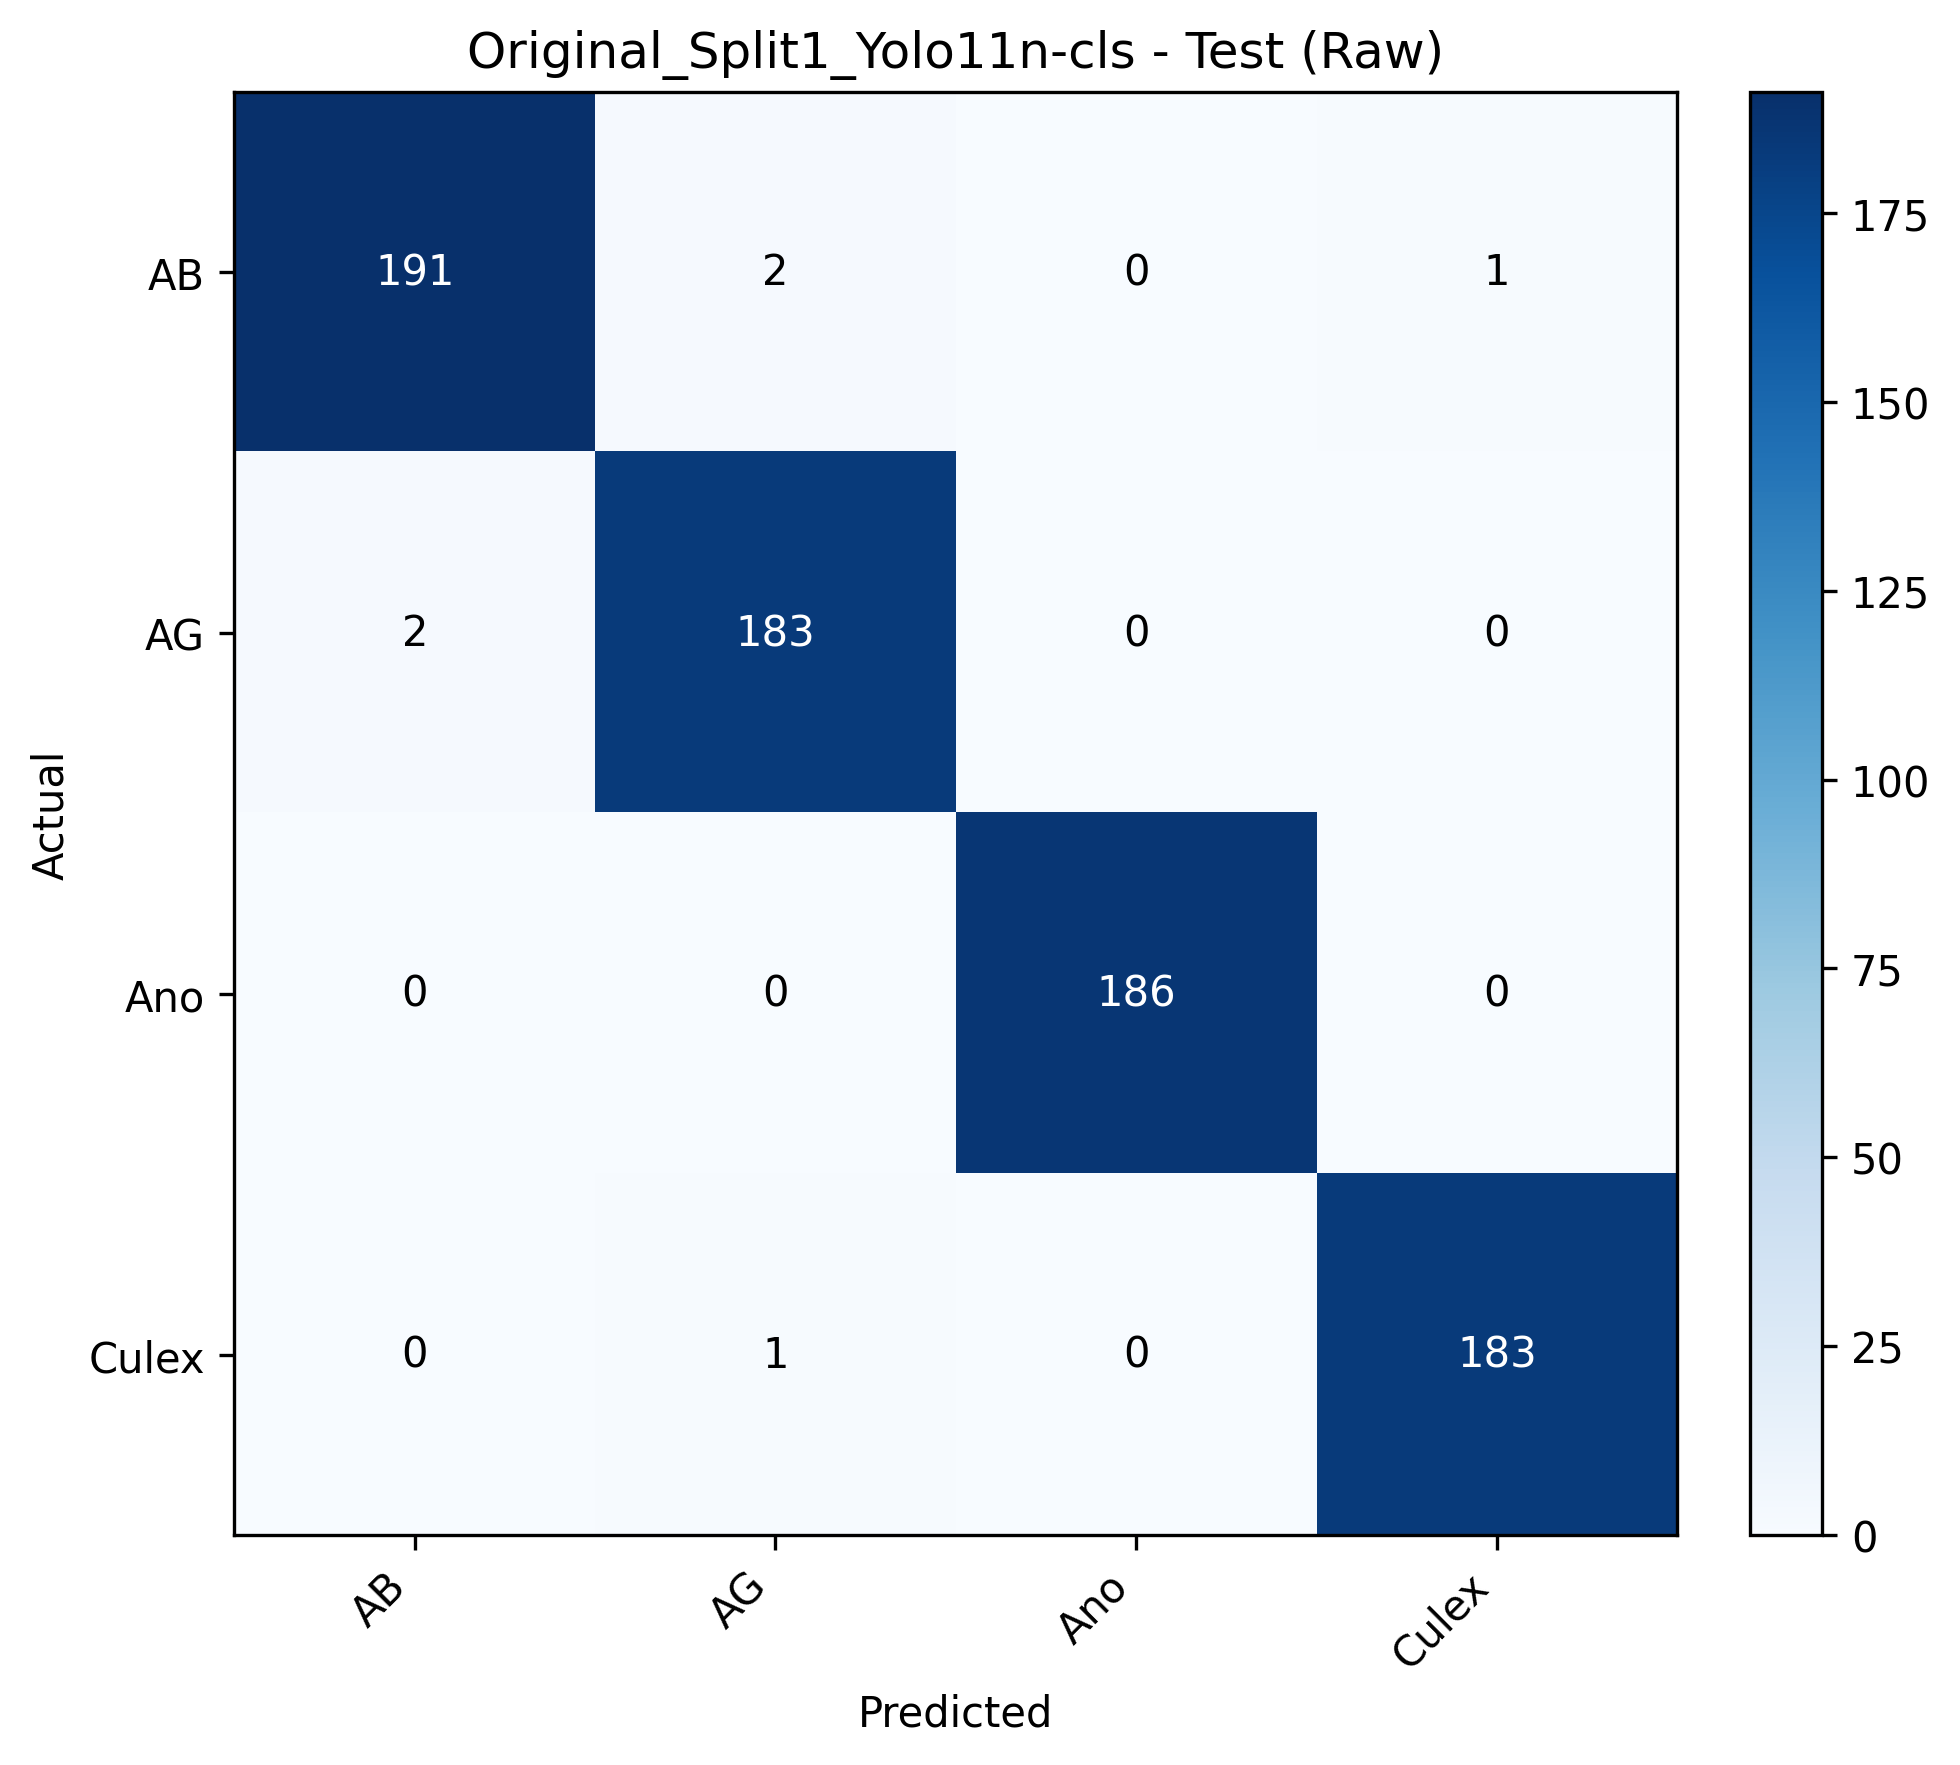 Original_Split1_Yolo11n-cls - Test (Raw)
AB 191 2 0 1
AG 2 183 0 0
Ano 0 0 186 0
Culex 0 1 0 183
AB AG Ano Culex
Predicted
Actual
175
150
125
100
75
50
25
0